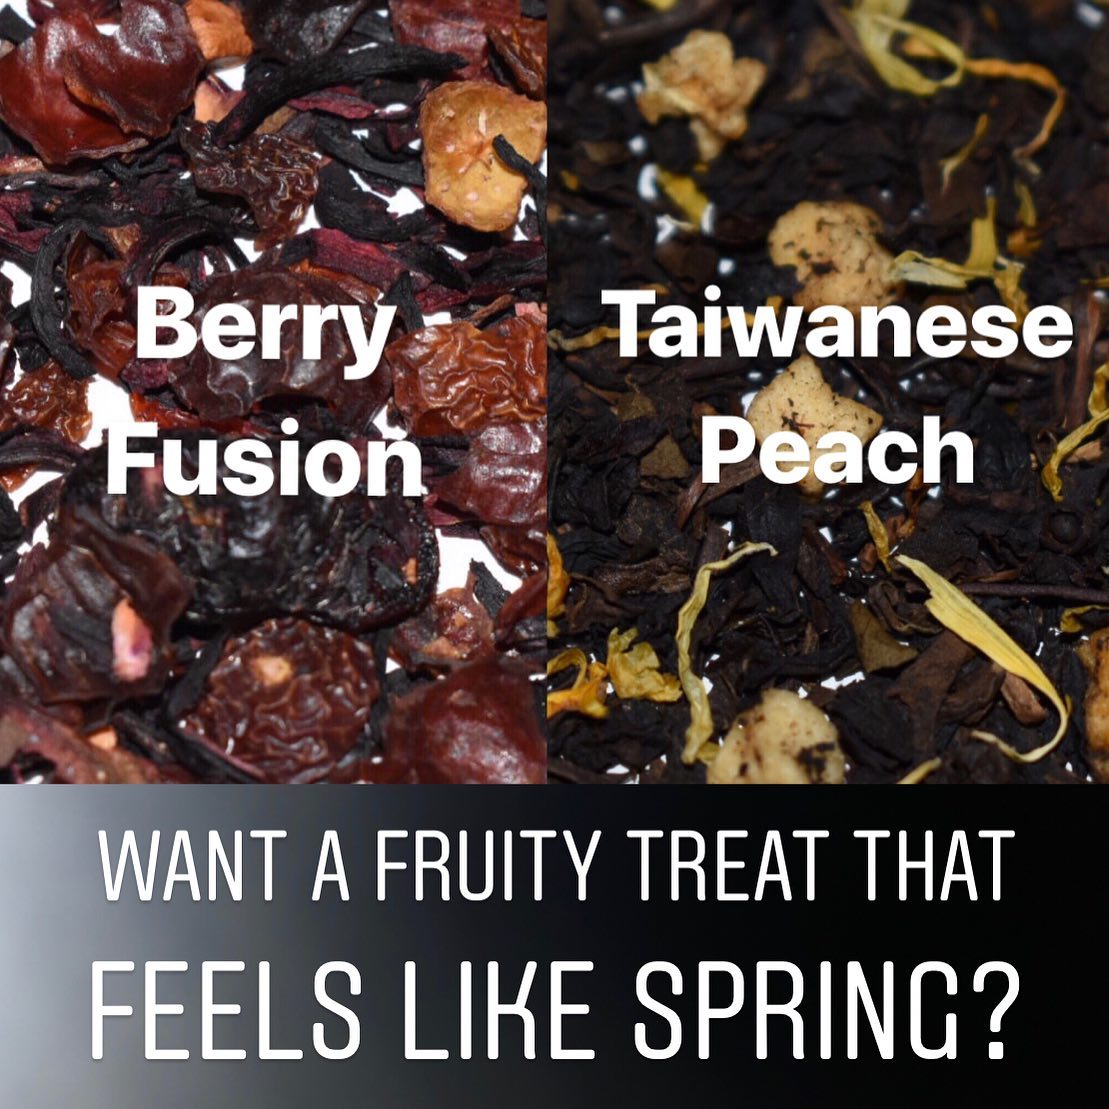 Berry
Fusion
Taiwanese
Peach
WANT A FRUITY TREAT THAT
FEELS LIKE SPRING?